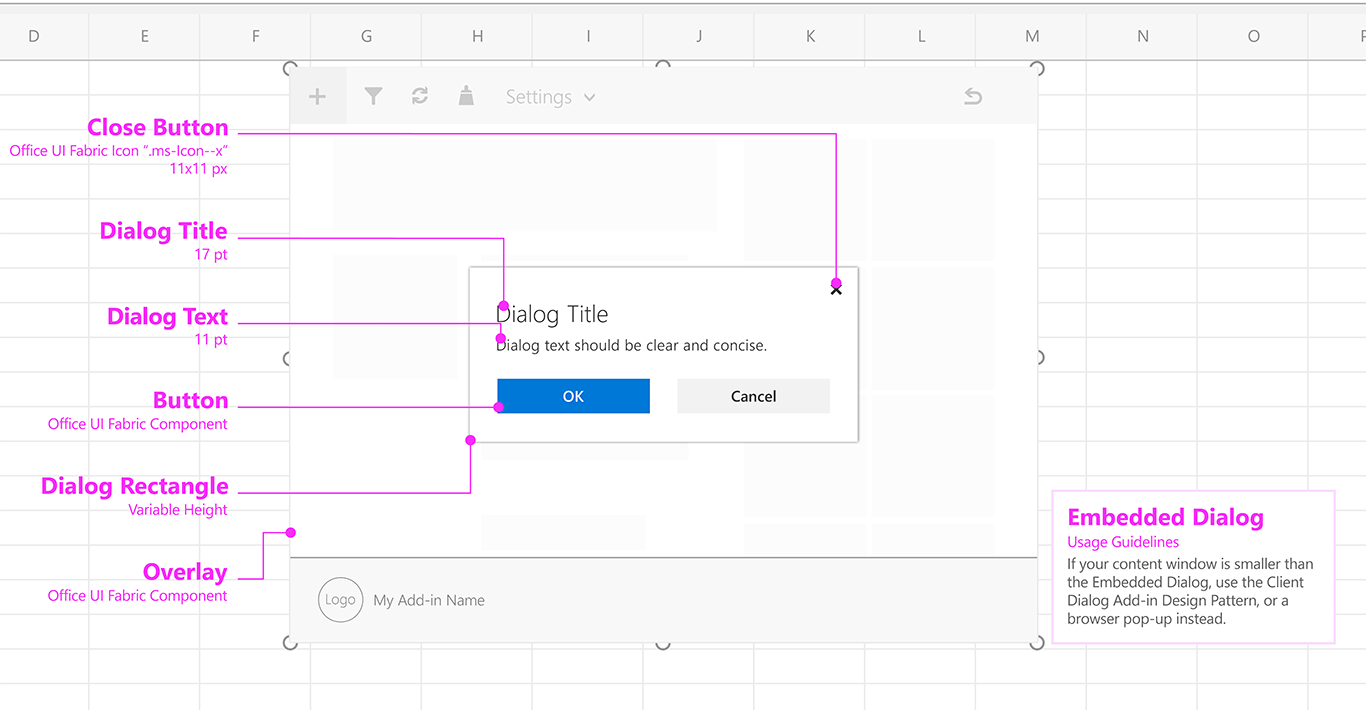 D E F G H I J K L M N O
Settings
Close Button
Office UI Fabric Icon “.ms-Icon--x”
11x11 px
Dialog Title
17 pt
Dialog Text
11 pt
Button
Office UI Fabric Component
Dialog Rectangle
Variable Height
Overlay
Office UI Fabric Component
Dialog Title
Dialog text should be clear and concise.
OK Cancel
Logo My Add-in Name
Embedded Dialog
Usage Guidelines
If your content window is smaller than
the Embedded Dialog, use the Client
Dialog Add-in Design Pattern, or a
browser pop-up instead.